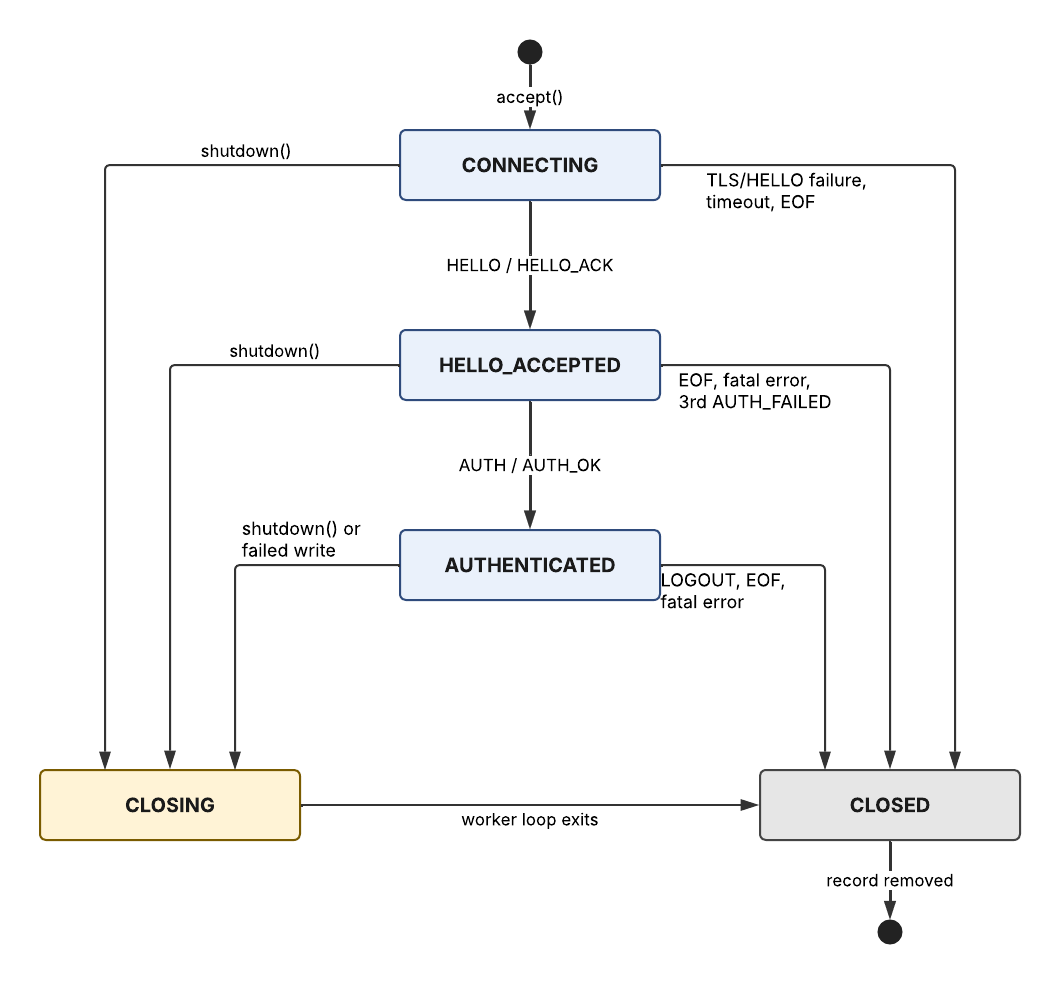 accept()
shutdown()
CONNECTING
TLS/HELLO failure,
timeout, EOF
HELLO / HELLO_ACK
shutdown()
HELLO_ACCEPTED
EOF, fatal error,
3rd AUTH_FAILED
AUTH / AUTH_OK
shutdown() or
failed write
AUTHENTICATED
LOGOUT, EOF,
fatal error
CLOSING
worker loop exits
CLOSED
record removed